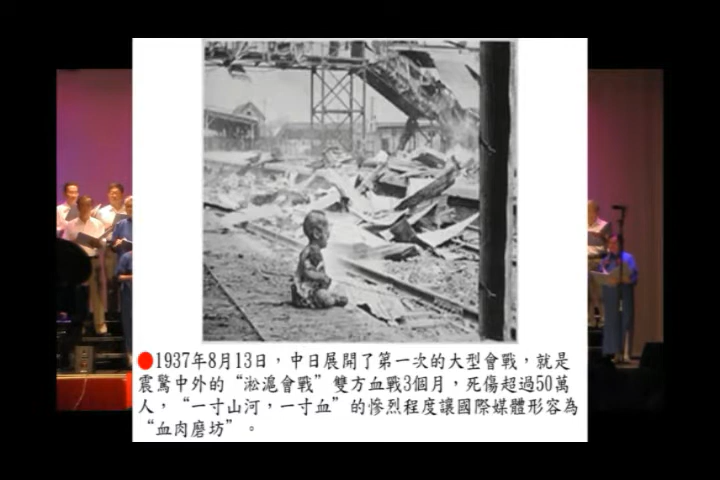 ●1937年8月13日，中日展開了第一次的大型會戰，就是
震驚中外的“淞滬會戰”雙方血戰3個月，死傷超過50萬
人，“一寸山河，一寸血”的慘烈程度讓國際媒體形容為
“血肉磨坊”。